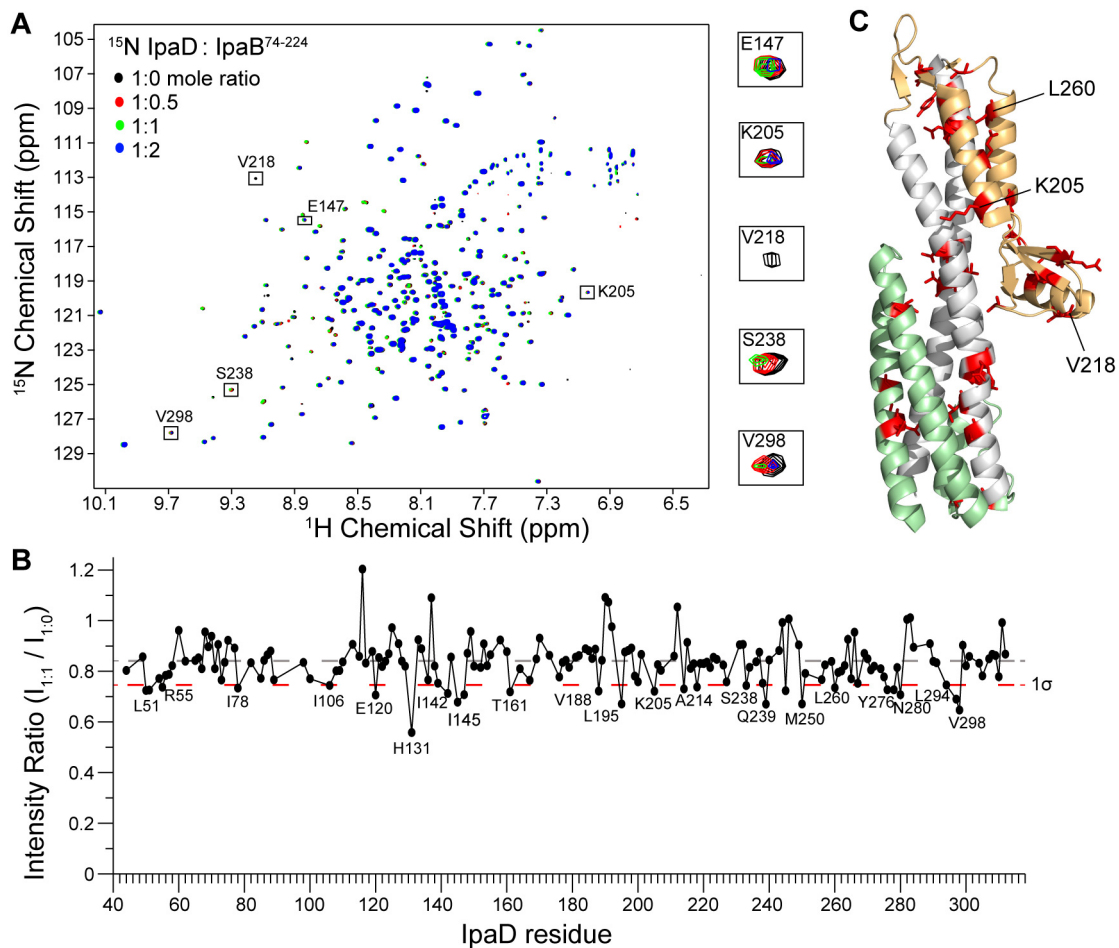 A
¹⁵N IpaD : IpaB⁷⁴⁻²²⁴
1:0 mole ratio
1:0.5
1:1
1:2
V218
E147
K205
S238
V298
105
107
109
111
113
115
117
119
121
123
125
127
129
¹⁵N Chemical Shift (ppm)
10.1 9.7 9.3 8.9 8.5 8.1 7.7 7.3 6.9 6.5
¹H Chemical Shift (ppm)
E147
K205
V218
S238
V298
C
L260
K205
V218
B
Intensity Ratio (I₁:₁ / I₁:₀)
1.2
1
0.8
0.6
0.4
0.2
0
1σ
L51
R55
I78
I106
E120
H131
I142
I145
T161
V188
L195
K205
A214
S238
Q239
M250
L260
Y276
N280
L294
V298
40 60 80 100 120 140 160 180 200 220 240 260 280 300
IpaD residue